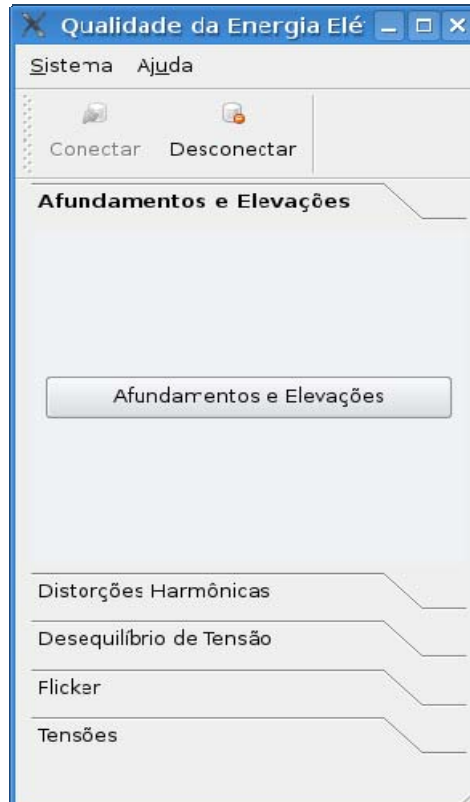 Qualidade da Energia Elé
Sistema Ajuda
Conectar Desconectar
Afundamentos e Elevações
Afundamentos e Elevações
Distorções Harmônicas
Desequilíbrio de Tensão
Flicker
Tensões